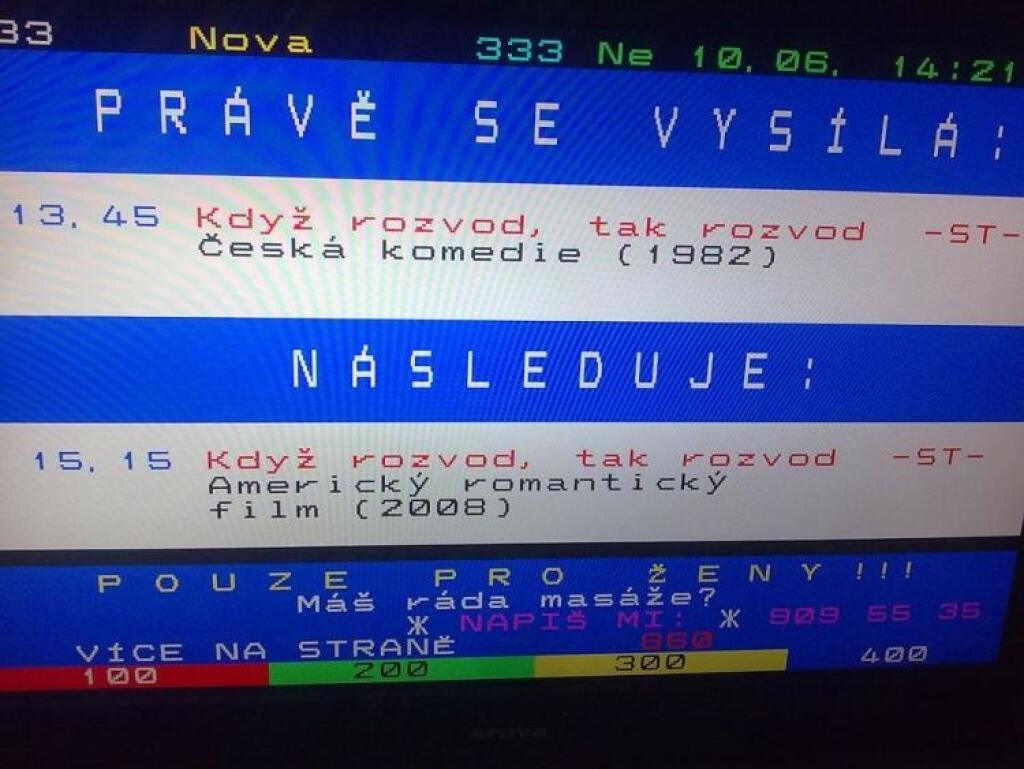 33 Nova 333 Ne 10.06. 14:21
PRÁVĚ SE VYSÍLÁ:
13.45 Když rozvod, tak rozvod -ST-
Česká komedie (1982)
NÁSLEDUJE:
15.15 Když rozvod, tak rozvod -ST-
Americký romantický
film (2008)
POUZE PRO ŽENY!!!
Máš ráda masáže?
Ж NAPIŠ MI: Ж 909 55 35
VÍCE NA STRANĚ 860
100 200 300 400